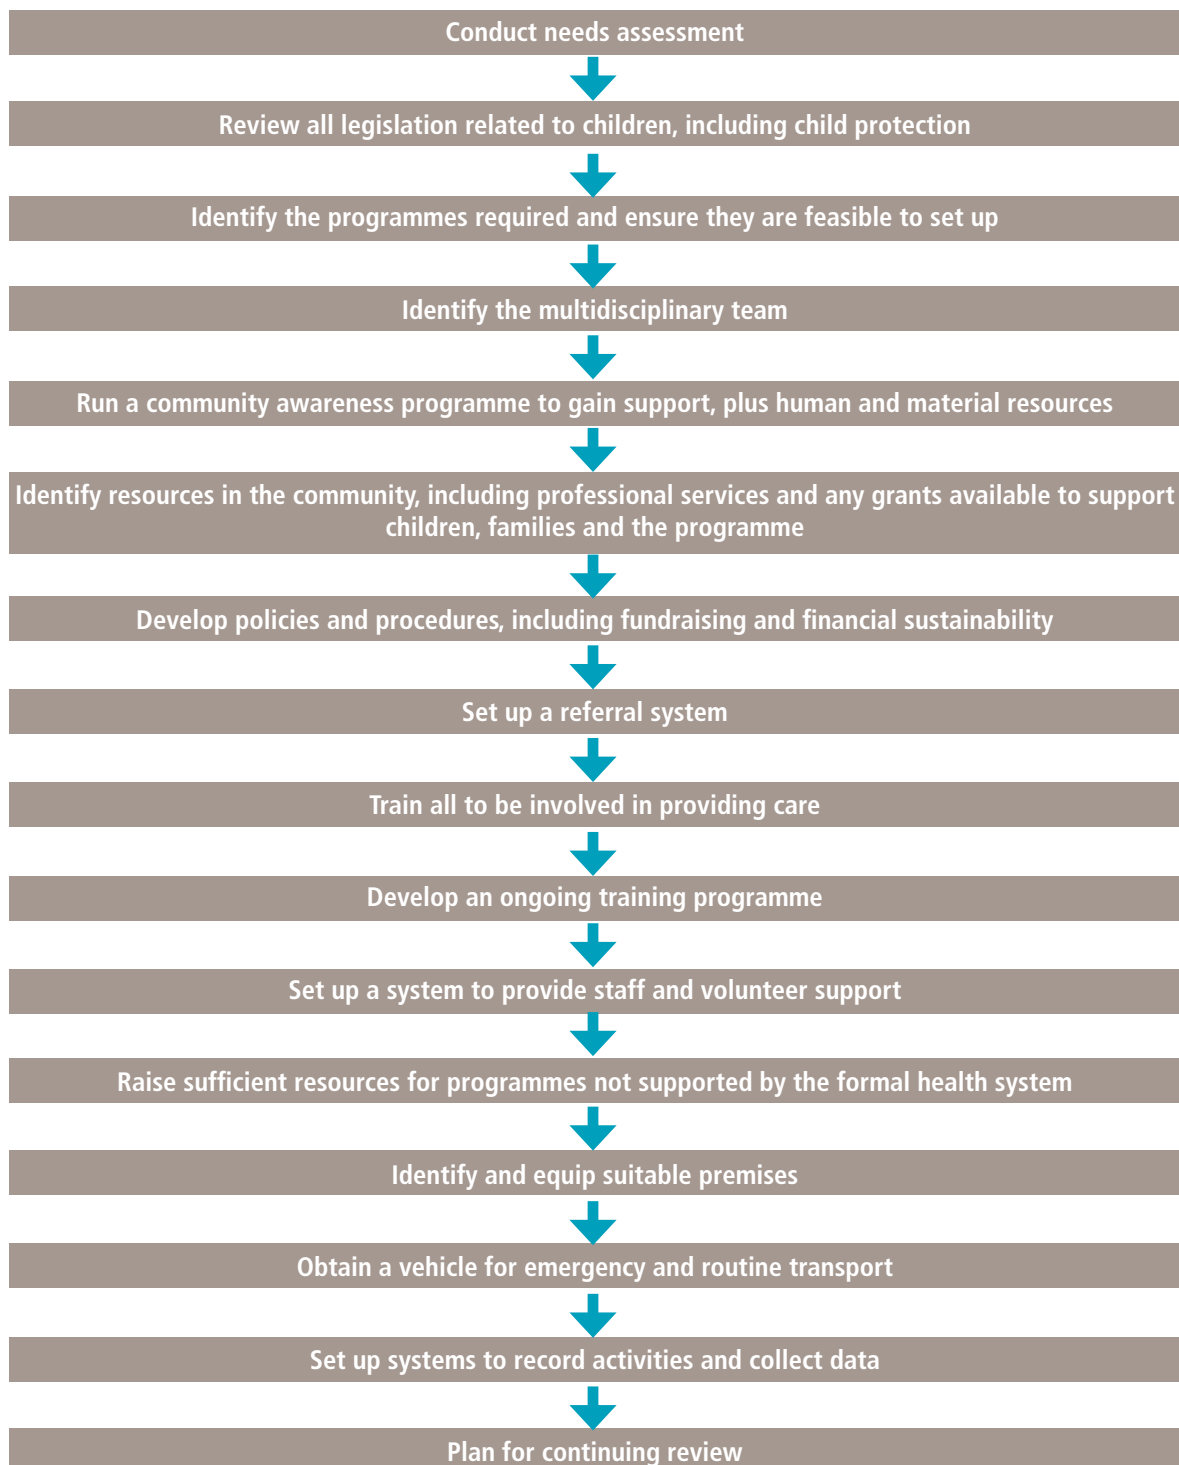 Conduct needs assessment
Review all legislation related to children, including child protection
Identify the programmes required and ensure they are feasible to set up
Identify the multidisciplinary team
Run a community awareness programme to gain support, plus human and material resources
Identify resources in the community, including professional services and any grants available to support
children, families and the programme
Develop policies and procedures, including fundraising and financial sustainability
Set up a referral system
Train all to be involved in providing care
Develop an ongoing training programme
Set up a system to provide staff and volunteer support
Raise sufficient resources for programmes not supported by the formal health system
Identify and equip suitable premises
Obtain a vehicle for emergency and routine transport
Set up systems to record activities and collect data
Plan for continuing review